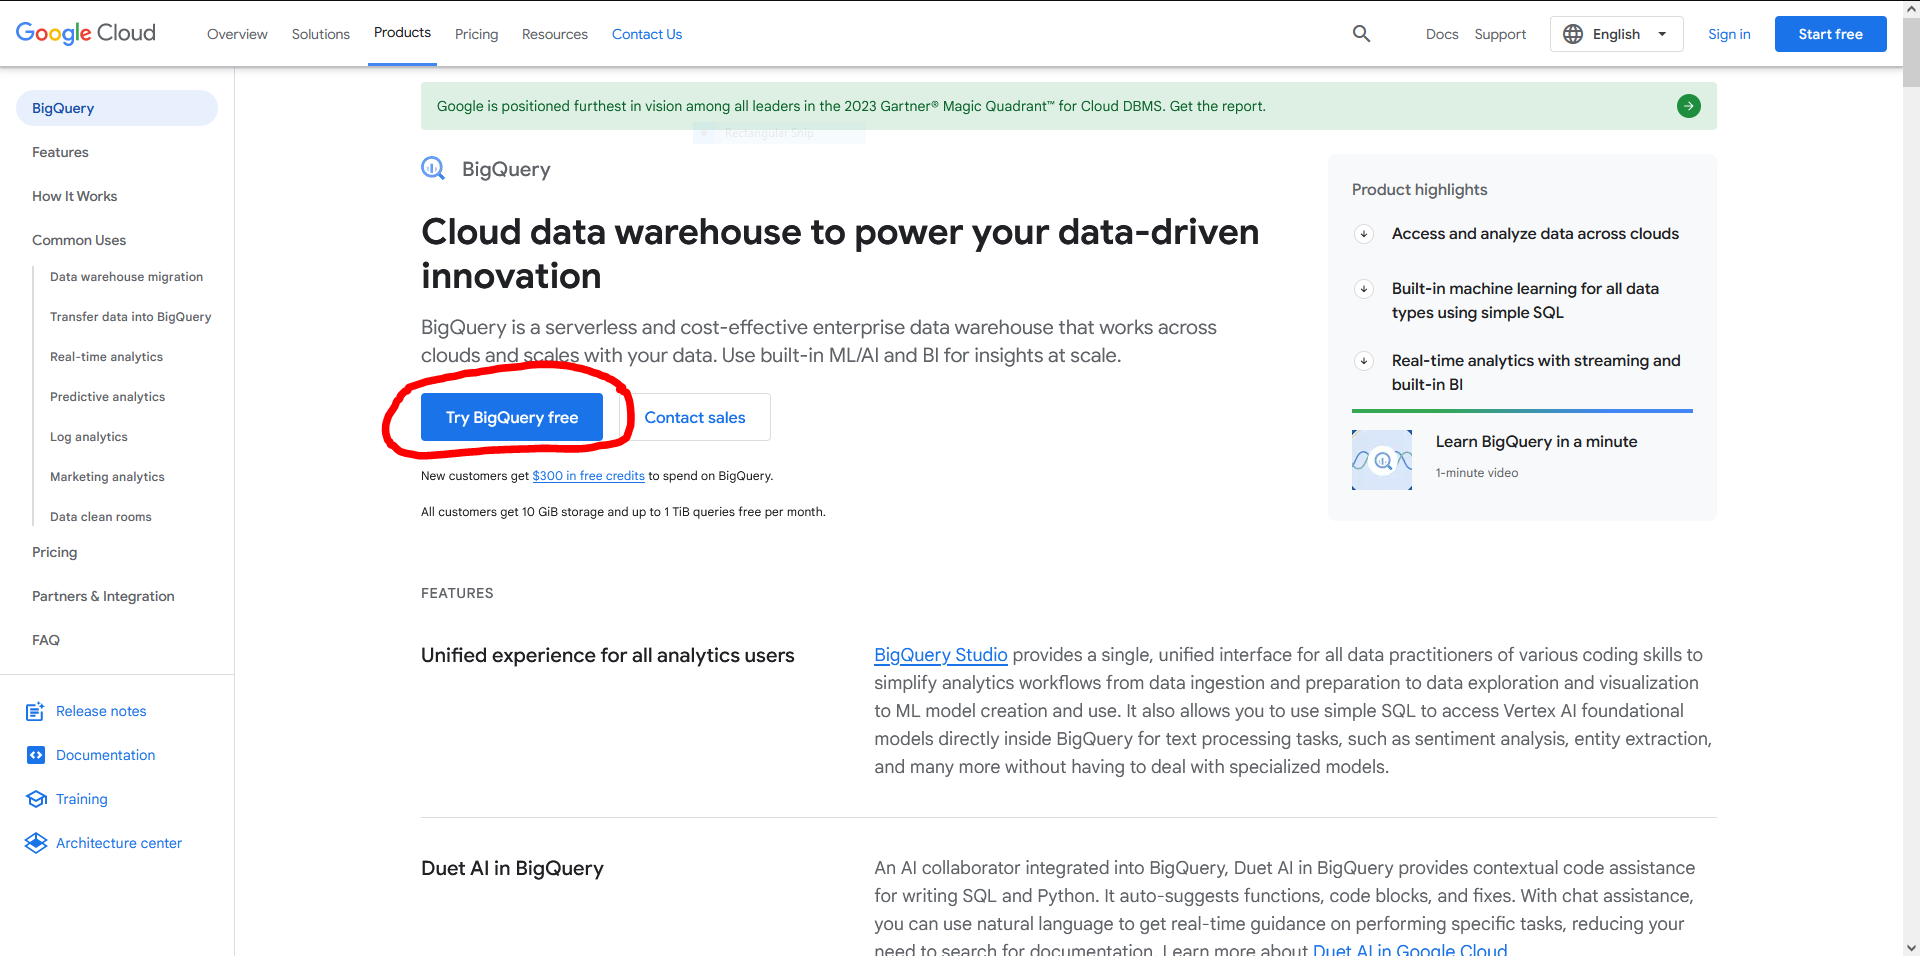 Google Cloud
Overview
Solutions
Products
Pricing
Resources
Contact Us
Docs
Support
English
Sign in
Start free
BigQuery
Features
How It Works
Common Uses
Data warehouse migration
Transfer data into BigQuery
Real-time analytics
Predictive analytics
Log analytics
Marketing analytics
Data clean rooms
Pricing
Partners & Integration
FAQ
Release notes
Documentation
Training
Architecture center
Google is positioned furthest in vision among all leaders in the 2023 Gartner® Magic Quadrant™ for Cloud DBMS. Get the report.
Rectangular Snip
BigQuery
Cloud data warehouse to power your data-driven
innovation
BigQuery is a serverless and cost-effective enterprise data warehouse that works across
clouds and scales with your data. Use built-in ML/AI and BI for insights at scale.
Try BigQuery free
Contact sales
New customers get $300 in free credits to spend on BigQuery.
All customers get 10 GiB storage and up to 1 TiB queries free per month.
Product highlights
Access and analyze data across clouds
Built-in machine learning for all data
types using simple SQL
Real-time analytics with streaming and
built-in BI
Learn BigQuery in a minute
1-minute video
FEATURES
Unified experience for all analytics users
BigQuery Studio provides a single, unified interface for all data practitioners of various coding skills to
simplify analytics workflows from data ingestion and preparation to data exploration and visualization
to ML model creation and use. It also allows you to use simple SQL to access Vertex AI foundational
models directly inside BigQuery for text processing tasks, such as sentiment analysis, entity extraction,
and many more without having to deal with specialized models.
Duet AI in BigQuery
An AI collaborator integrated into BigQuery, Duet AI in BigQuery provides contextual code assistance
for writing SQL and Python. It auto-suggests functions, code blocks, and fixes. With chat assistance,
you can use natural language to get real-time guidance on performing specific tasks, reducing your
need to search for documentation. Learn more about Duet AI in Google Cloud